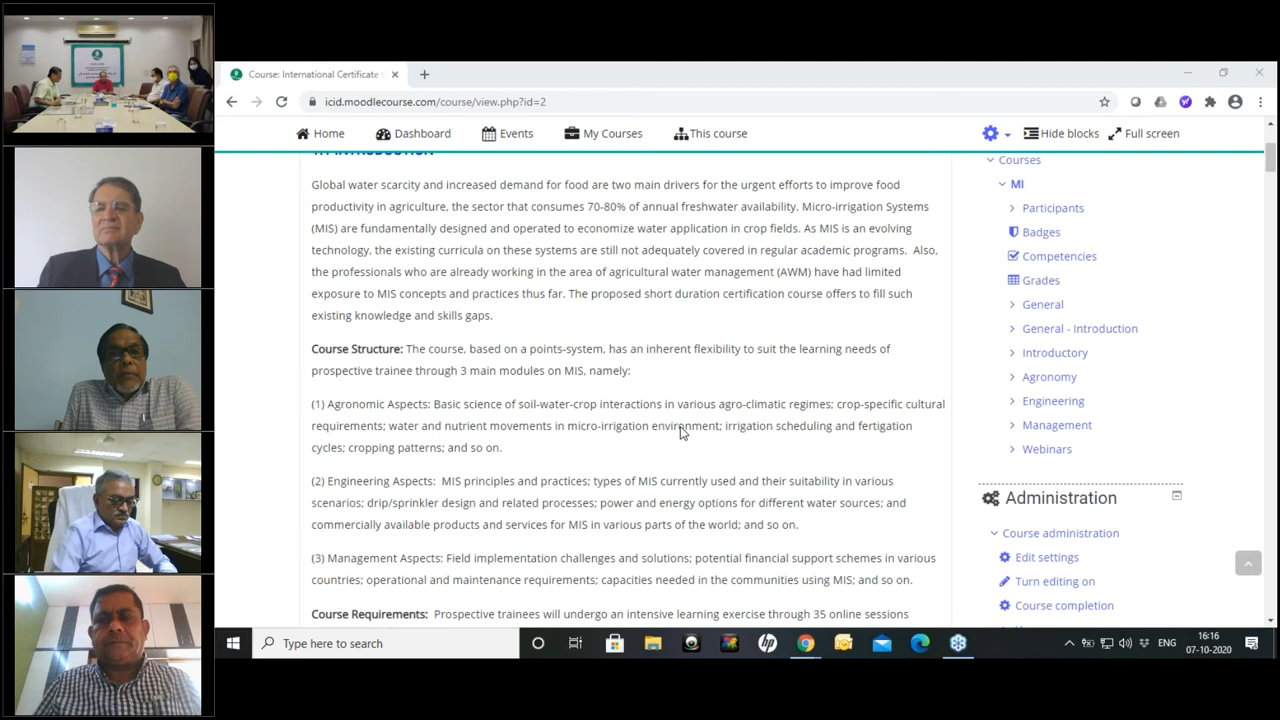 Course: International Certificate C
icid.moodlecourse.com/course/view.php?id=2
Home Dashboard Events My Courses This course Hide blocks Full screen
1. INTRODUCTION
Global water scarcity and increased demand for food are two main drivers for the urgent efforts to improve food
productivity in agriculture, the sector that consumes 70-80% of annual freshwater availability. Micro-irrigation Systems
(MIS) are fundamentally designed and operated to economize water application in crop fields. As MIS is an evolving
technology, the existing curricula on these systems are still not adequately covered in regular academic programs. Also,
the professionals who are already working in the area of agricultural water management (AWM) have had limited
exposure to MIS concepts and practices thus far. The proposed short duration certification course offers to fill such
existing knowledge and skills gaps.
Course Structure: The course, based on a points-system, has an inherent flexibility to suit the learning needs of
prospective trainee through 3 main modules on MIS, namely:
(1) Agronomic Aspects: Basic science of soil-water-crop interactions in various agro-climatic regimes; crop-specific cultural
requirements; water and nutrient movements in micro-irrigation environment; irrigation scheduling and fertigation
cycles; cropping patterns; and so on.
(2) Engineering Aspects: MIS principles and practices; types of MIS currently used and their suitability in various
scenarios; drip/sprinkler design and related processes; power and energy options for different water sources; and
commercially available products and services for MIS in various parts of the world; and so on.
(3) Management Aspects: Field implementation challenges and solutions; potential financial support schemes in various
countries; operational and maintenance requirements; capacities needed in the communities using MIS; and so on.
Course Requirements: Prospective trainees will undergo an intensive learning exercise through 35 online sessions
Courses
MI
Participants
Badges
Competencies
Grades
General
General - Introduction
Introductory
Agronomy
Engineering
Management
Webinars
Administration
Course administration
Edit settings
Turn editing on
Course completion
Type here to search
ENG
16:16
07-10-2020